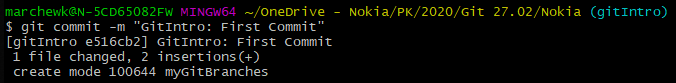 marchewk@N-5CD65082FW MINGW64 ~/OneDrive - Nokia/PK/2020/Git 27.02/Nokia (gitIntro)
$ git commit -m "GitIntro: First Commit"
[gitIntro e516cb2] GitIntro: First Commit
 1 file changed, 2 insertions(+)
 create mode 100644 myGitBranches